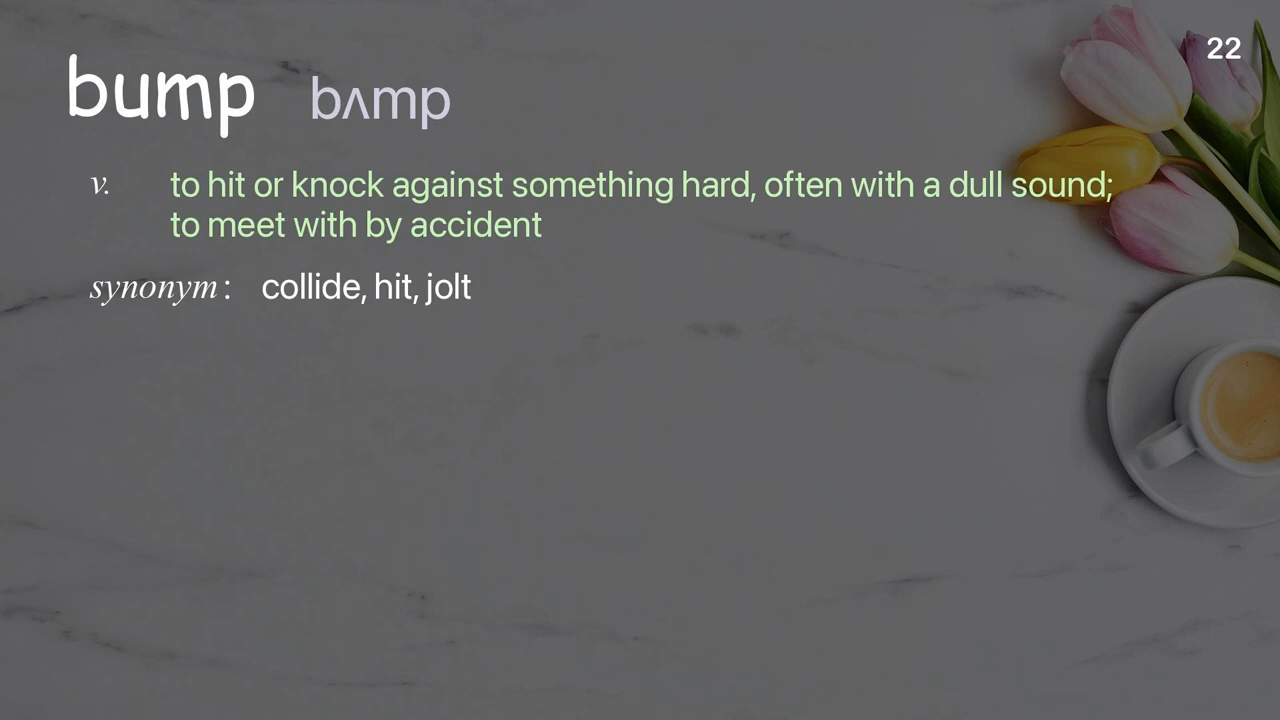 22
bump bʌmp
v. to hit or knock against something hard, often with a dull sound;
to meet with by accident
synonym: collide, hit, jolt